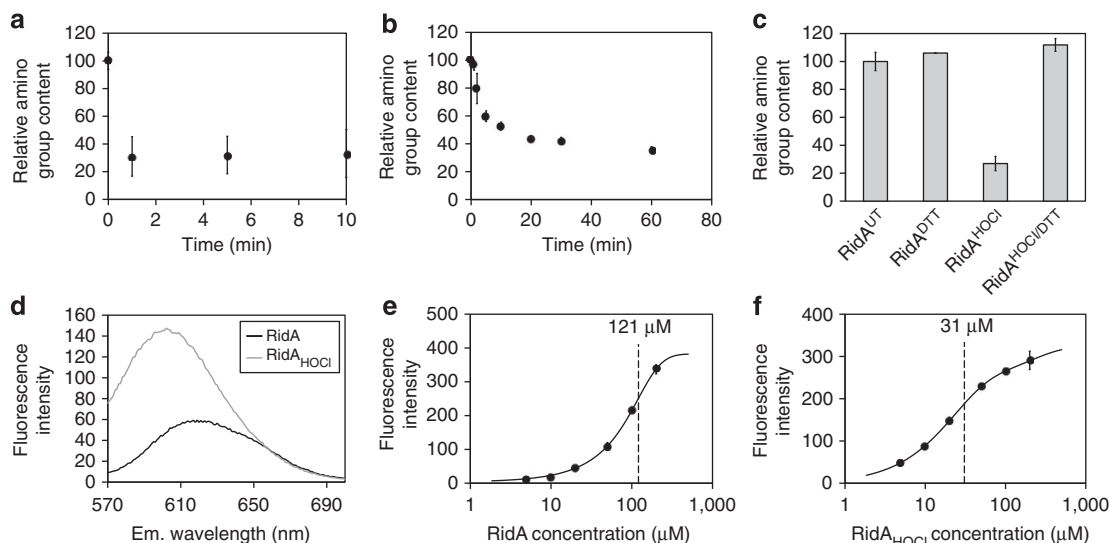 a
120
100
80
60
40
20
0
Relative amino
group content
0 2 4 6 8 10
Time (min)
b
120
100
80
60
40
20
0
Relative amino
group content
0 20 40 60 80
Time (min)
c
120
100
80
60
40
20
0
Relative amino
group content
RidA^UT
RidA^DTT
RidA^HOCl
RidA^HOCl/DTT
d
160
140
120
100
80
60
40
20
0
Fluorescence
intensity
RidA
RidA_HOCl
570 610 650 690
Em. wavelength (nm)
e
500
400
300
200
100
0
Fluorescence
intensity
121 μM
1 10 100 1,000
RidA concentration (μM)
f
400
300
200
100
0
Fluorescence
intensity
31 μM
1 10 100 1,000
RidA_HOCl concentration (μM)